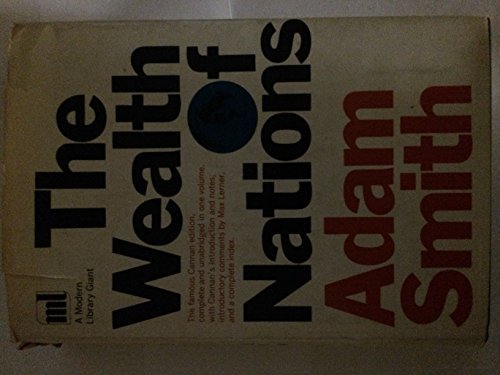 The
Wealth
of
Nations
The famous Cannan edition,
complete and unabridged in one volume,
with Cannan's introduction and notes,
introductory comments by Max Lerner,
and a complete index.
Adam
Smith
ml
A Modern
Library Giant